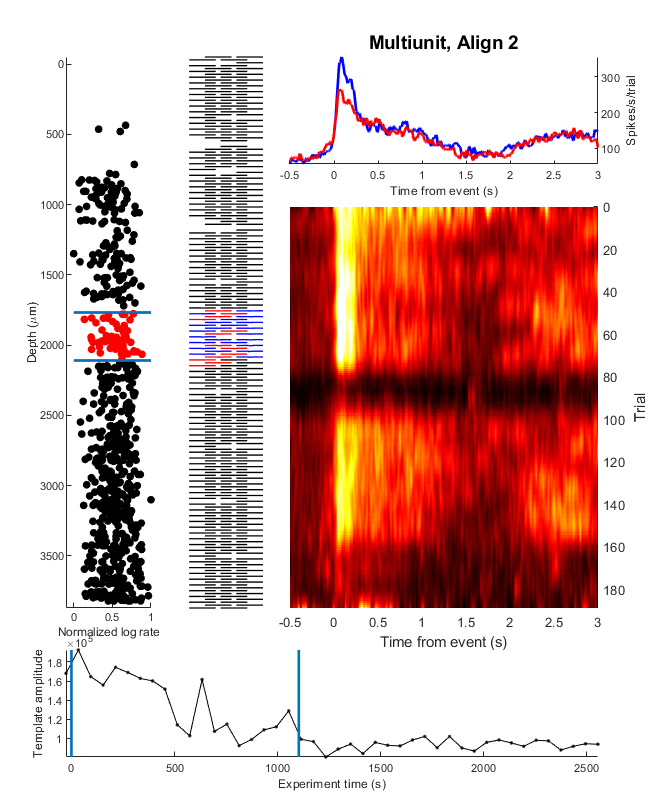 Multiunit, Align 2
0
500
1000
1500
2000
2500
3000
3500
Depth (μm)
0 0.5 1
Normalized log rate
300
200
100
Spikes/s/trial
-0.5 0 0.5 1 1.5 2 2.5 3
Time from event (s)
0
20
40
60
80
100
120
140
160
180
Trial
-0.5 0 0.5 1 1.5 2 2.5 3
Time from event (s)
×10^5
1.8
1.6
1.4
1.2
1
Template amplitude
0 500 1000 1500 2000 2500
Experiment time (s)